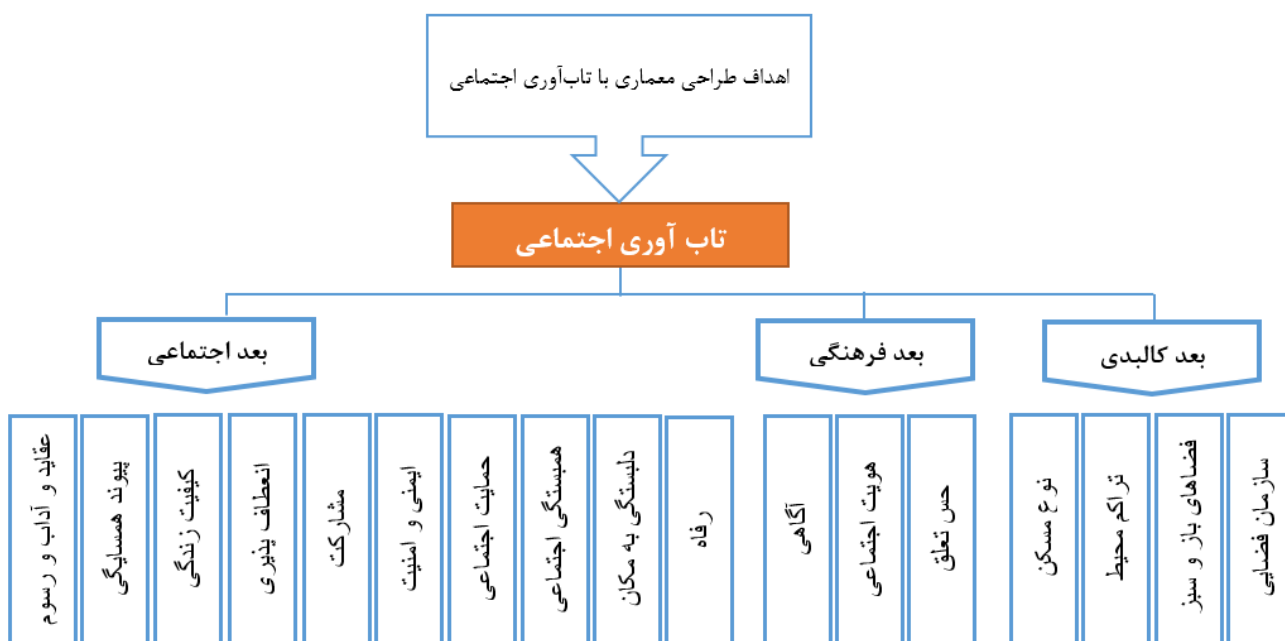 اهداف طراحی معماری با تاب‌آوری اجتماعی
تاب آوری اجتماعی
بعد کالبدی
بعد فرهنگی
بعد اجتماعی
سازمان فضایی
فضاهای باز و سبز
تراکم محیط
نوع مسکن
حس تعلق
هویت اجتماعی
آگاهی
رفاه
دلبستگی به مکان
همبستگی اجتماعی
حمایت اجتماعی
ایمنی و امنیت
مشارکت
انعطاف پذیری
کیفیت زندگی
پیوند همسایگی
عقاید و آداب و رسوم